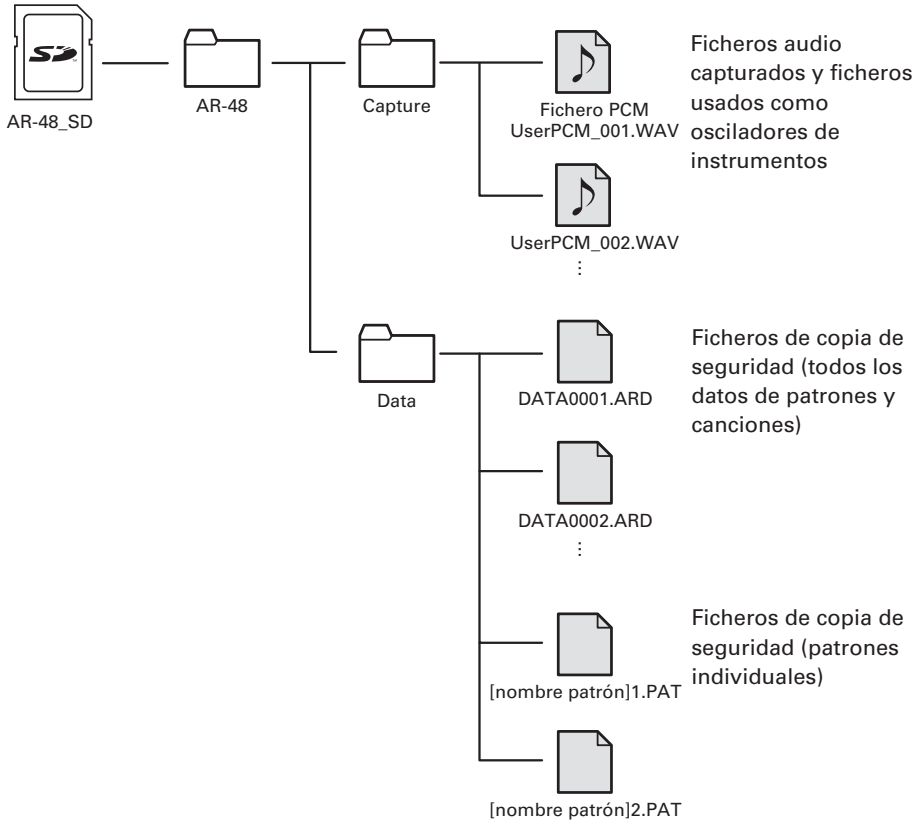 SD
AR-48_SD
AR-48
Capture
Fichero PCM
UserPCM_001.WAV
Ficheros audio
capturados y ficheros
usados como
osciladores de
instrumentos
UserPCM_002.WAV
⋮
Data
DATA0001.ARD
Ficheros de copia de
seguridad (todos los
datos de patrones y
canciones)
DATA0002.ARD
⋮
[nombre patrón]1.PAT
Ficheros de copia de
seguridad (patrones
individuales)
[nombre patrón]2.PAT